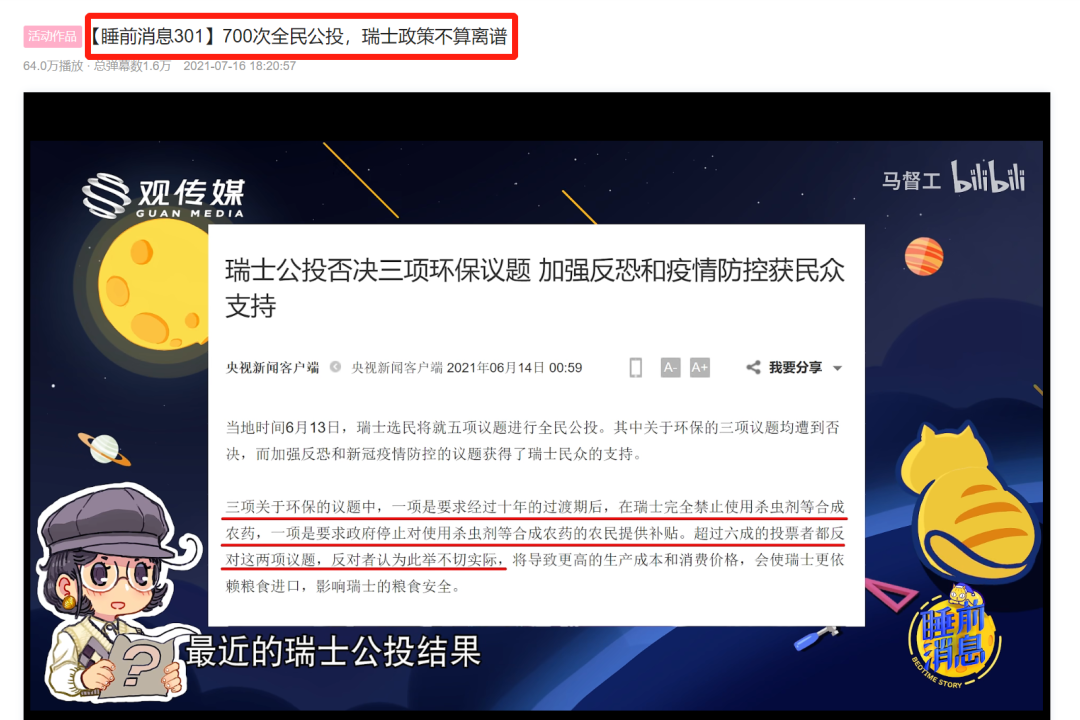 活动作品 【睡前消息301】700次全民公投，瑞士政策不算离谱
64.0万播放 · 总弹幕数1.6万 2021-07-16 18:20:57
观传媒
GUAN MEDIA
马督工 bilibili
瑞士公投否决三项环保议题 加强反恐和疫情防控获民众
支持
央视新闻客户端 央视新闻客户端 2021年06月14日 00:59 A- A+ 我要分享
当地时间6月13日，瑞士选民将就五项议题进行全民公投。其中关于环保的三项议题均遭到否
决，而加强反恐和新冠疫情防控的议题获得了瑞士民众的支持。
三项关于环保的议题中，一项是要求经过十年的过渡期后，在瑞士完全禁止使用杀虫剂等合成
农药，一项是要求政府停止对使用杀虫剂等合成农药的农民提供补贴。超过六成的投票者都反
对这两项议题，反对者认为此举不切实际，将导致更高的生产成本和消费价格，会使瑞士更依
赖粮食进口，影响瑞士的粮食安全。
?
最近的瑞士公投结果
睡前
消息
BEDTIME STORY